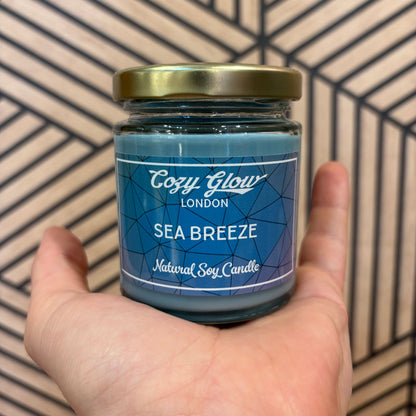 Cozy Glow
LONDON
SEA BREEZE
Natural Soy Candle